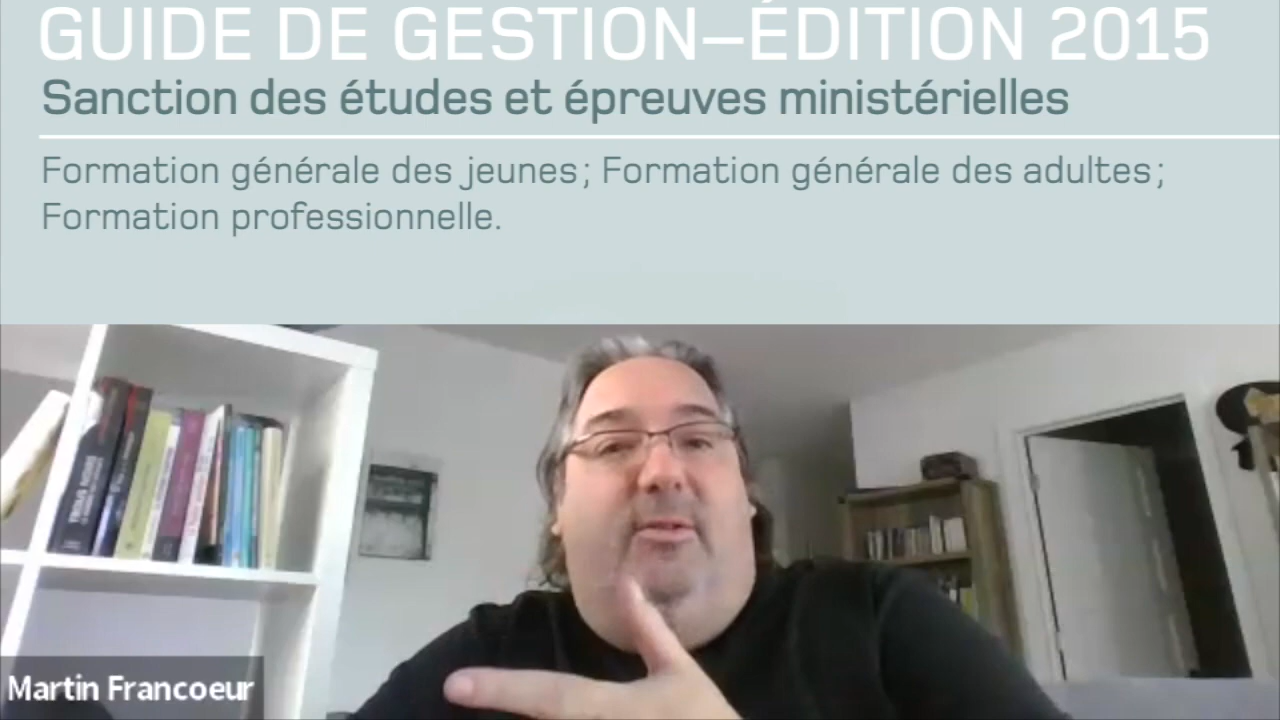 GUIDE DE GESTION–ÉDITION 2015
Sanction des études et épreuves ministérielles
Formation générale des jeunes; Formation générale des adultes;
Formation professionnelle.
Martin Francoeur